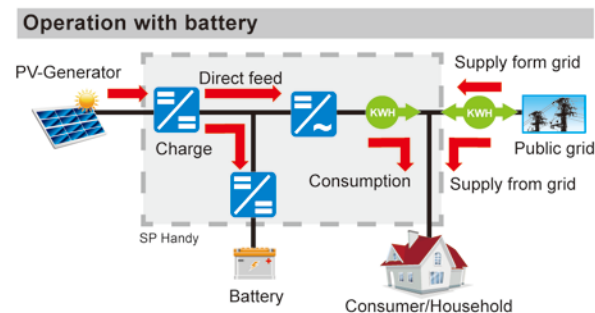 Operation with battery
PV-Generator
Direct feed
Supply form grid
KWH
KWH
Charge
Public grid
Consumption
Supply from grid
SP Handy
Battery
Consumer/Household